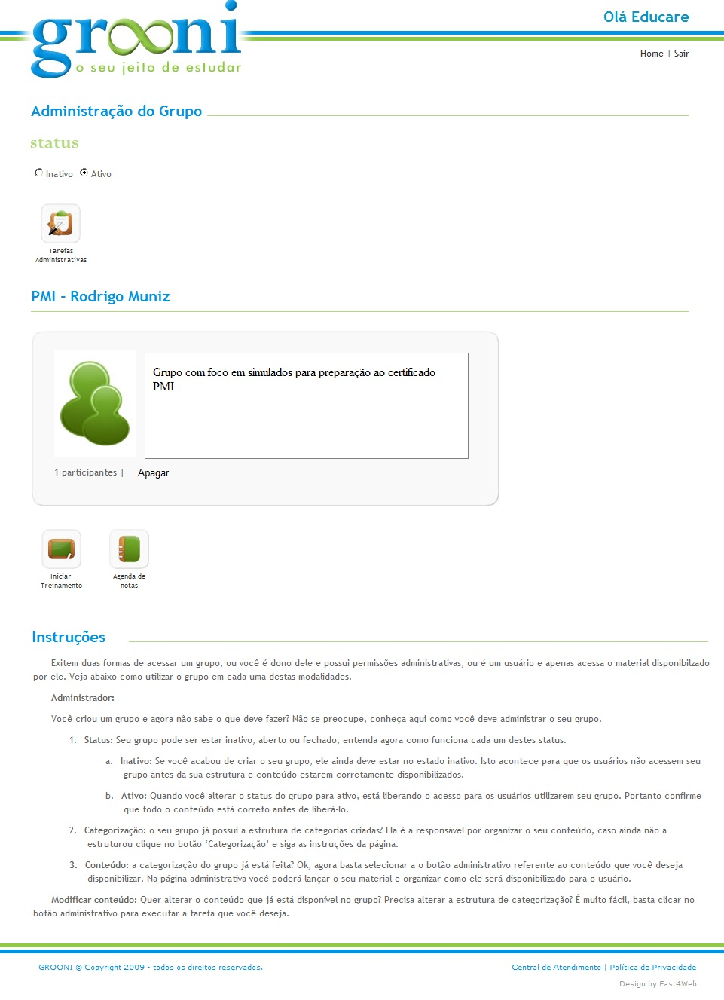 Olá Educare
grooni
o seu jeito de estudar
Home | Sair
Administração do Grupo
status
Inativo Ativo
Tarefas
Administrativas
PMI - Rodrigo Muniz
Grupo com foco em simulados para preparação ao certificado
PMI.
1 participantes | Apagar
Iniciar
Treinamento
Agenda de
notas
Instruções
Exitem duas formas de acessar um grupo, ou você é dono dele e possui permissões administrativas, ou é um usuário e apenas acessa o material disponibilzado
por ele. Veja abaixo como utilizar o grupo em cada uma destas modalidades.
Administrador:
Você criou um grupo e agora não sabe o que deve fazer? Não se preocupe, conheça aqui como você deve administrar o seu grupo.
1. Status: Seu grupo pode ser estar inativo, aberto ou fechado, entenda agora como funciona cada um destes status.
a. Inativo: Se você acabou de criar o seu grupo, ele ainda deve estar no estado inativo. Isto acontece para que os usuários não acessem seu
grupo antes da sua estrutura e conteúdo estarem corretamente disponibilizados.
b. Ativo: Quando você alterar o status do grupo para ativo, está liberando o acesso para os usuários utilizarem seu grupo. Portanto confirme
que todo o conteúdo está correto antes de liberá-lo.
2. Categorização: o seu grupo já possui a estrutura de categorias criadas? Ela é a responsável por organizar o seu conteúdo, caso ainda não a
estruturou clique no botão ‘Categorização’ e siga as instruções da página.
3. Conteúdo: a categorização do grupo já está feita? Ok, agora basta selecionar a o botão administrativo referente ao conteúdo que você deseja
disponibilizar. Na página administrativa você poderá lançar o seu material e organizar como ele será disponibilizado para o usuário.
Modificar conteúdo: Quer alterar o conteúdo que já está disponível no grupo? Precisa alterar a estrutura de categorização? É muito fácil, basta clicar no
botão administrativo para executar a tarefa que você deseja.
GROONI © Copyright 2009 - todos os direitos reservados.
Central de Atendimento | Política de Privacidade
Design by Fast4Web